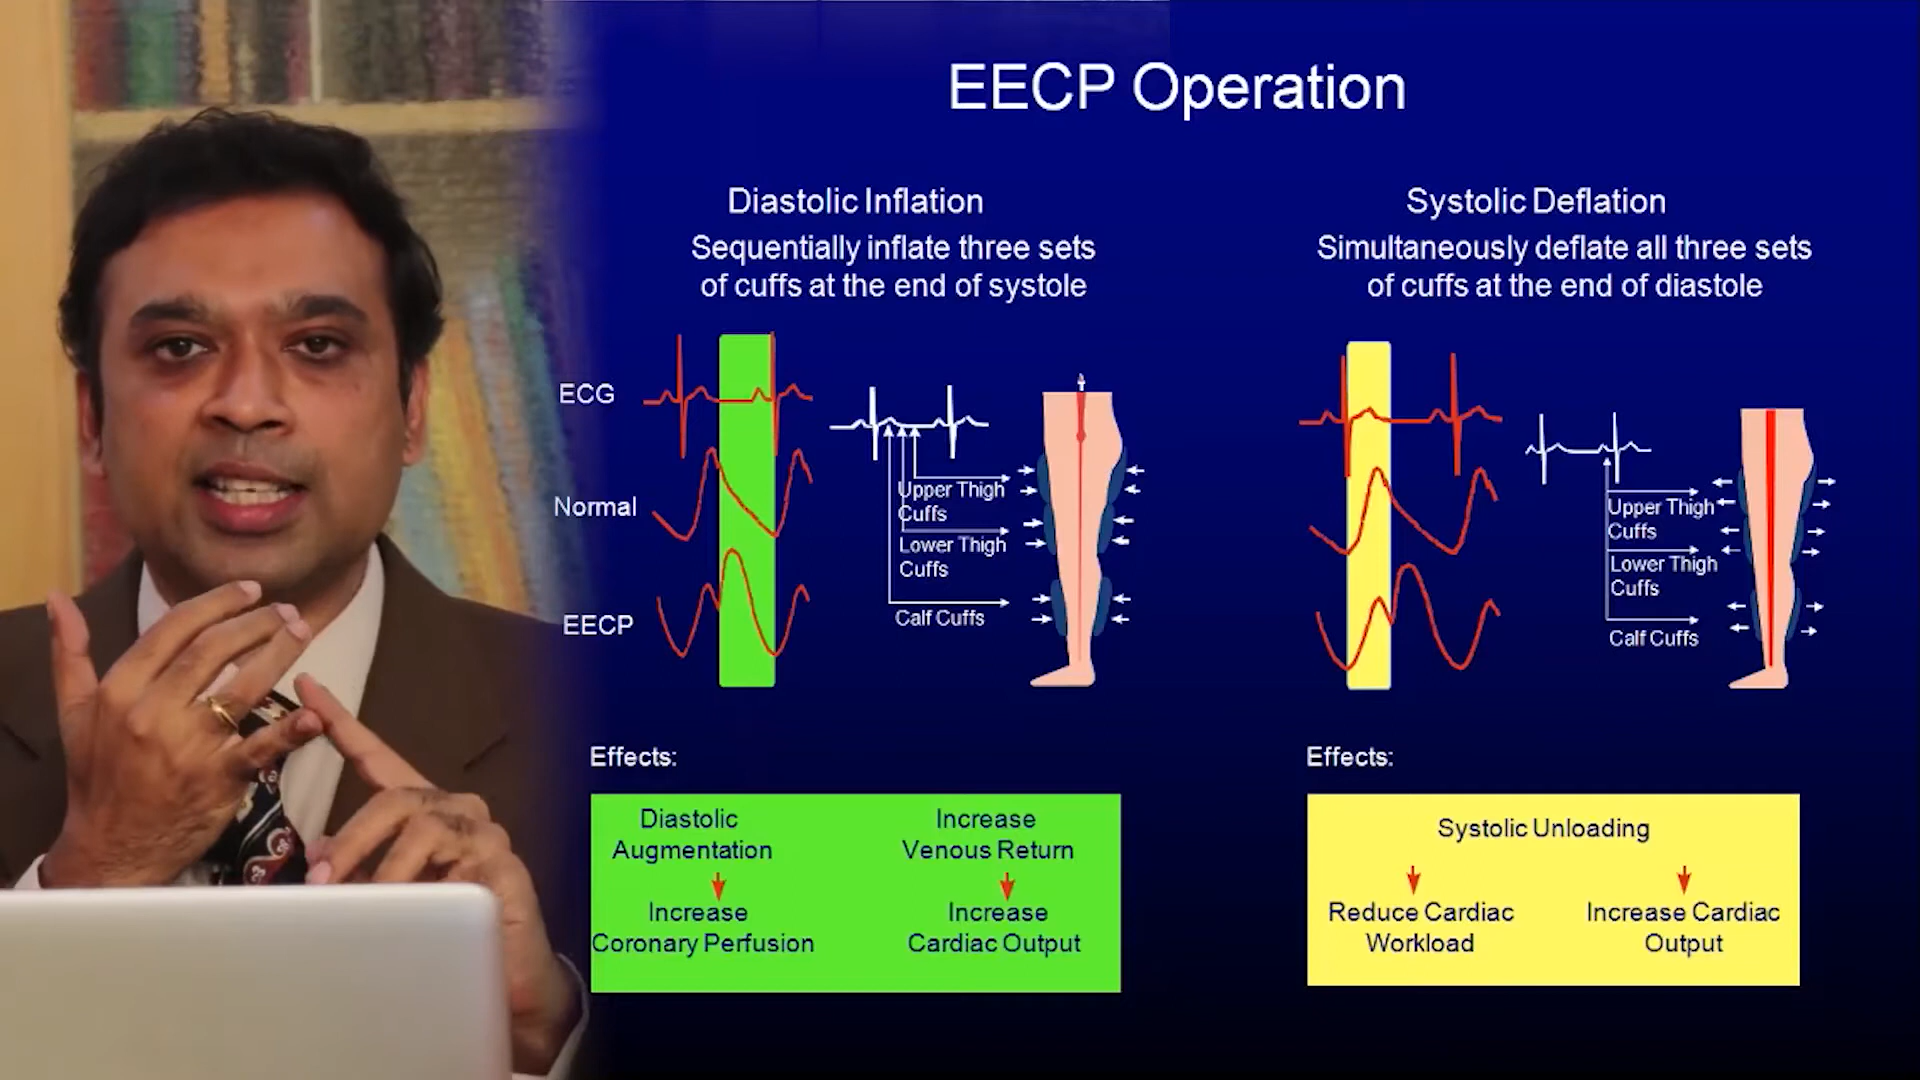 EECP Operation
Diastolic Inflation
Sequentially inflate three sets
of cuffs at the end of systole
ECG
Normal
EECP
Upper Thigh
Cuffs
Lower Thigh
Cuffs
Calf Cuffs
Effects:
Diastolic
Augmentation
Increase
Coronary Perfusion
Increase
Venous Return
Increase
Cardiac Output
Systolic Deflation
Simultaneously deflate all three sets
of cuffs at the end of diastole
Upper Thigh
Cuffs
Lower Thigh
Cuffs
Calf Cuffs
Effects:
Systolic Unloading
Reduce Cardiac
Workload
Increase Cardiac
Output